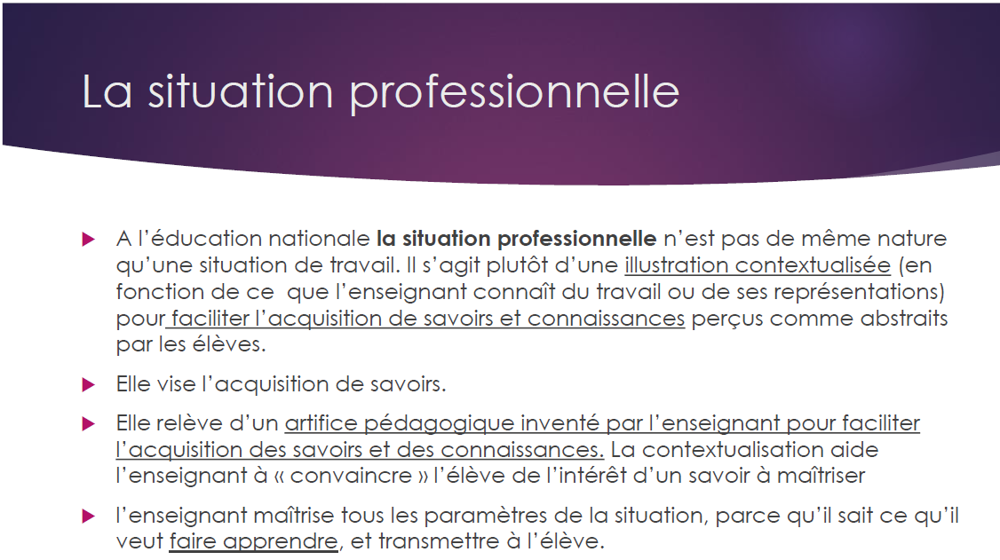 La situation professionnelle
A l’éducation nationale la situation professionnelle n’est pas de même nature
qu’une situation de travail. Il s’agit plutôt d’une illustration contextualisée (en
fonction de ce  que l’enseignant connaît du travail ou de ses représentations)
pour faciliter l’acquisition de savoirs et connaissances perçus comme abstraits
par les élèves.
Elle vise l’acquisition de savoirs.
Elle relève d’un artifice pédagogique inventé par l’enseignant pour faciliter
l’acquisition des savoirs et des connaissances. La contextualisation aide
l’enseignant à « convaincre » l’élève de l’intérêt d’un savoir à maîtriser
l’enseignant maîtrise tous les paramètres de la situation, parce qu’il sait ce qu’il
veut faire apprendre, et transmettre à l’élève.